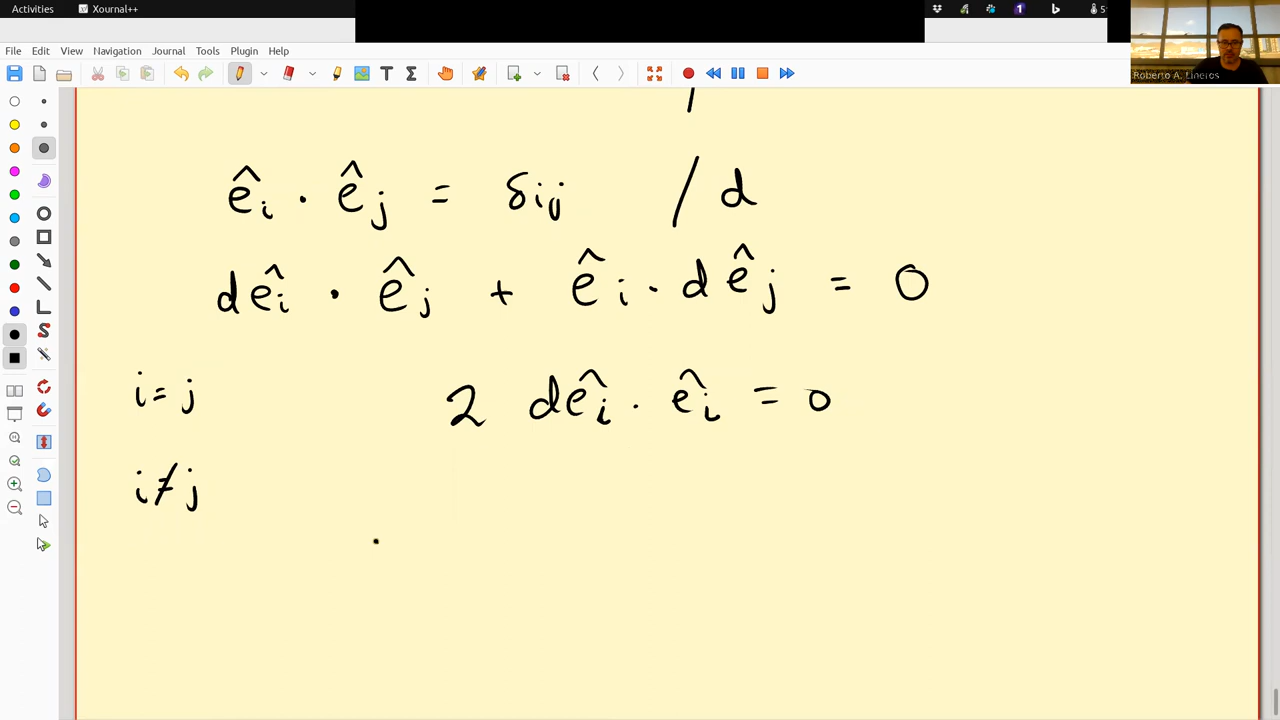 Activities Xournal++
5
File Edit View Navigation Journal Tools Plugin Help
Roberto A. Lineros
ê_i · ê_j = δ_ij / d
dê_i · ê_j + ê_i · dê_j = 0
i = j 2 dê_i · ê_i = 0
i ≠ j